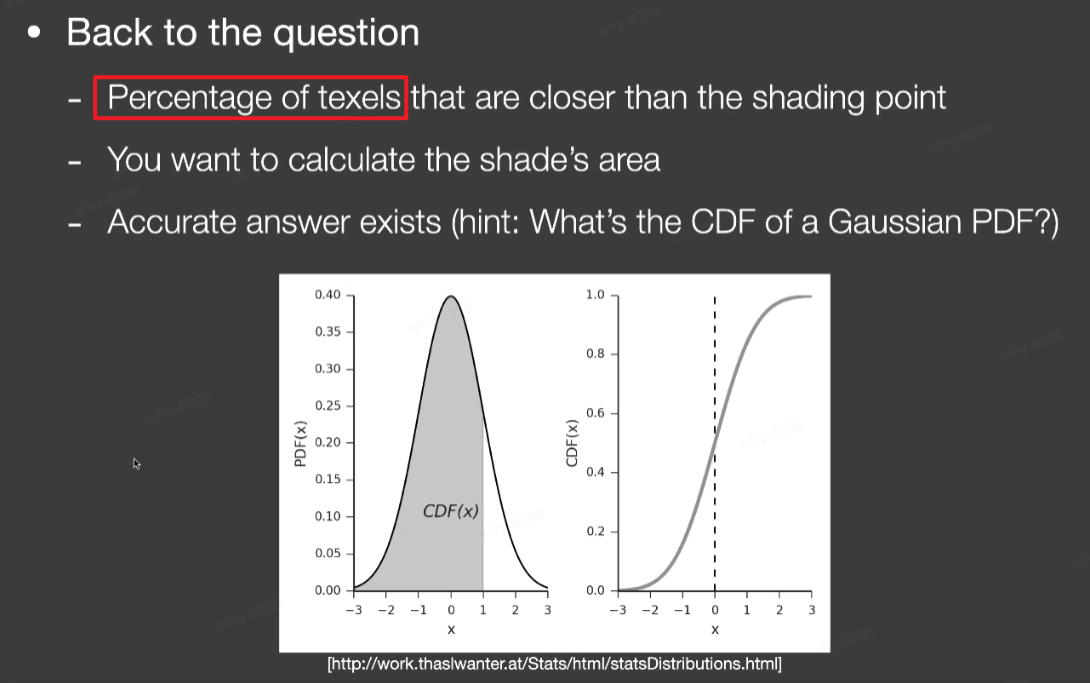 • Back to the question
- Percentage of texels that are closer than the shading point
- You want to calculate the shade's area
- Accurate answer exists (hint: What's the CDF of a Gaussian PDF?)
0.40
0.35
0.30
0.25
0.20
0.15
0.10
0.05
0.00
PDF(x)
CDF(x)
−3 −2 −1 0 1 2 3
x
1.0
0.8
0.6
0.4
0.2
0.0
CDF(x)
−3 −2 −1 0 1 2 3
x
[http://work.thaslwanter.at/Stats/html/statsDistributions.html]